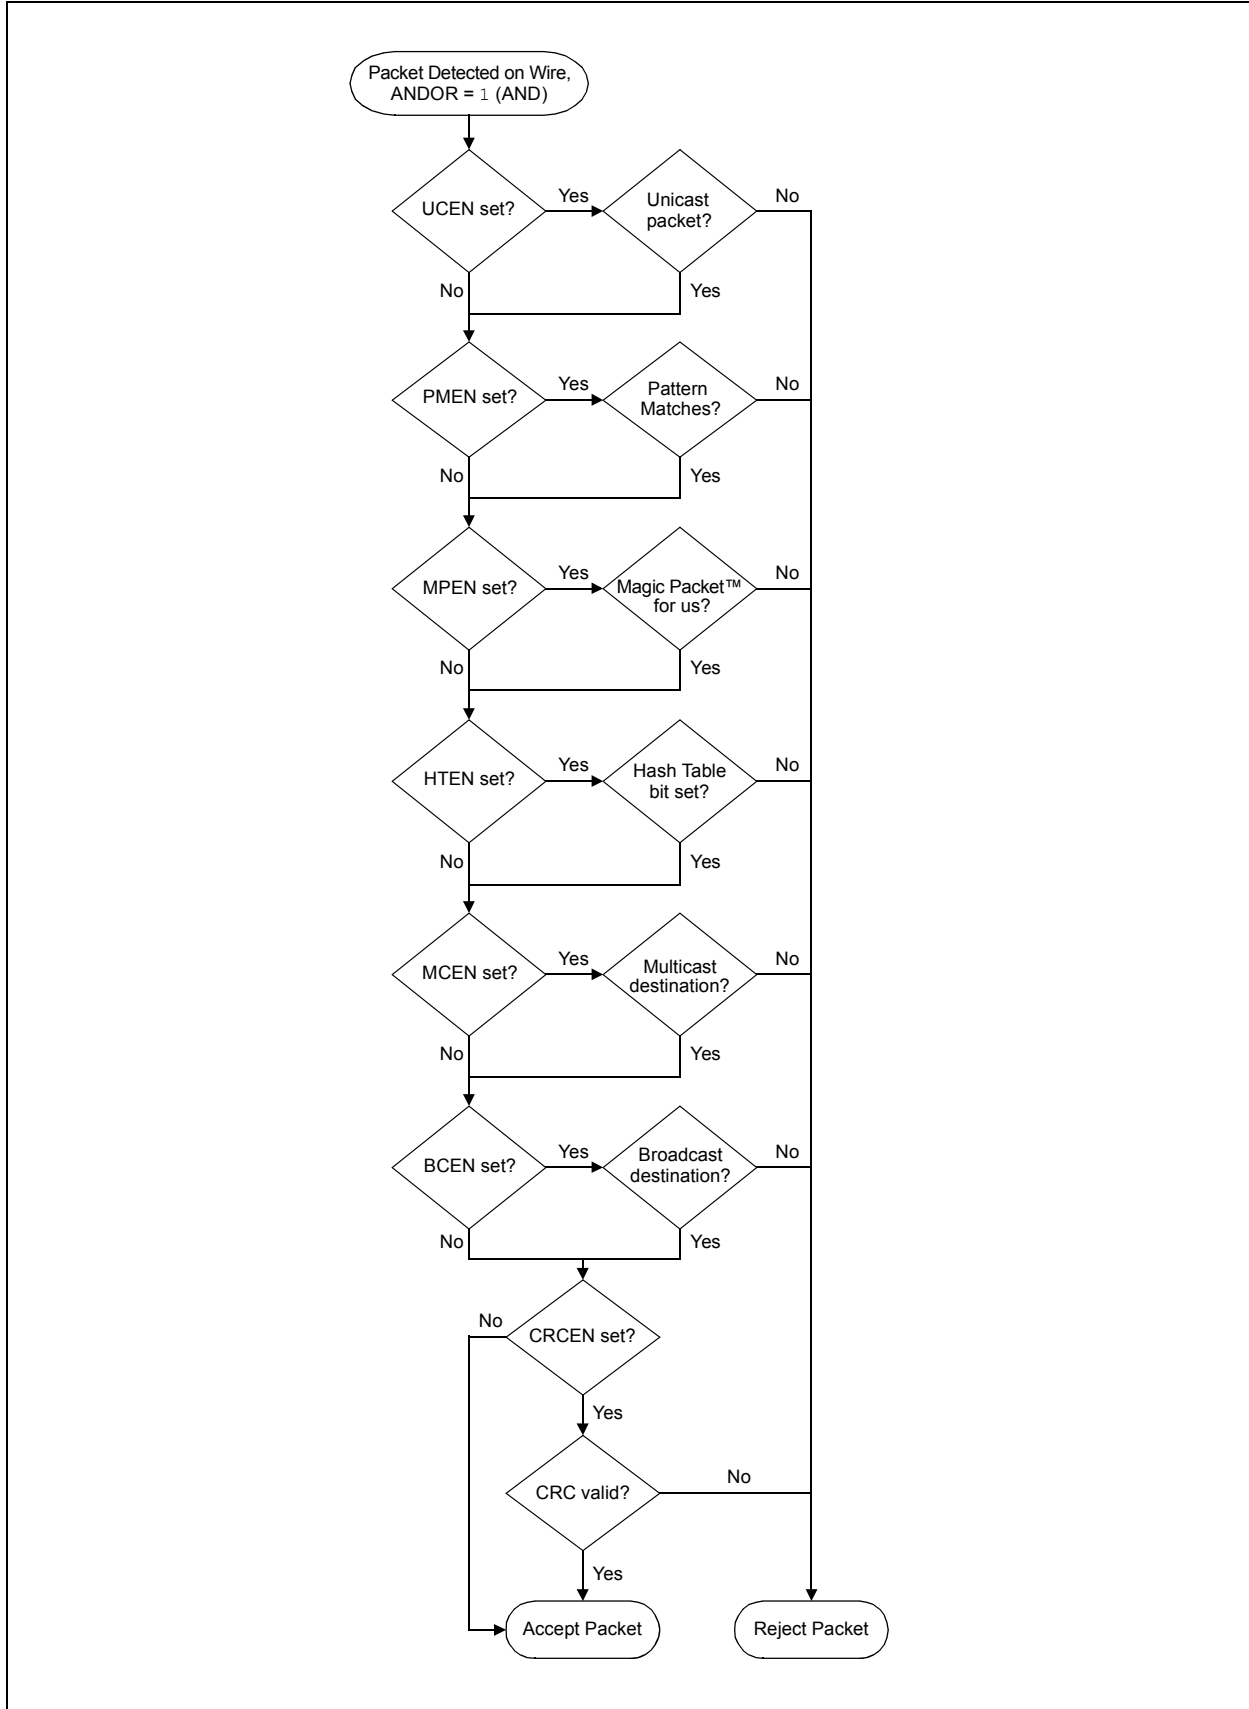 Packet Detected on Wire,
ANDOR = 1 (AND)
UCEN set?
Yes
Unicast
packet?
No
No
Yes
PMEN set?
Yes
Pattern
Matches?
No
No
Yes
MPEN set?
Yes
Magic Packet™
for us?
No
No
Yes
HTEN set?
Yes
Hash Table
bit set?
No
No
Yes
MCEN set?
Yes
Multicast
destination?
No
No
Yes
BCEN set?
Yes
Broadcast
destination?
No
No
Yes
No
CRCEN set?
Yes
CRC valid?
No
Yes
Accept Packet
Reject Packet